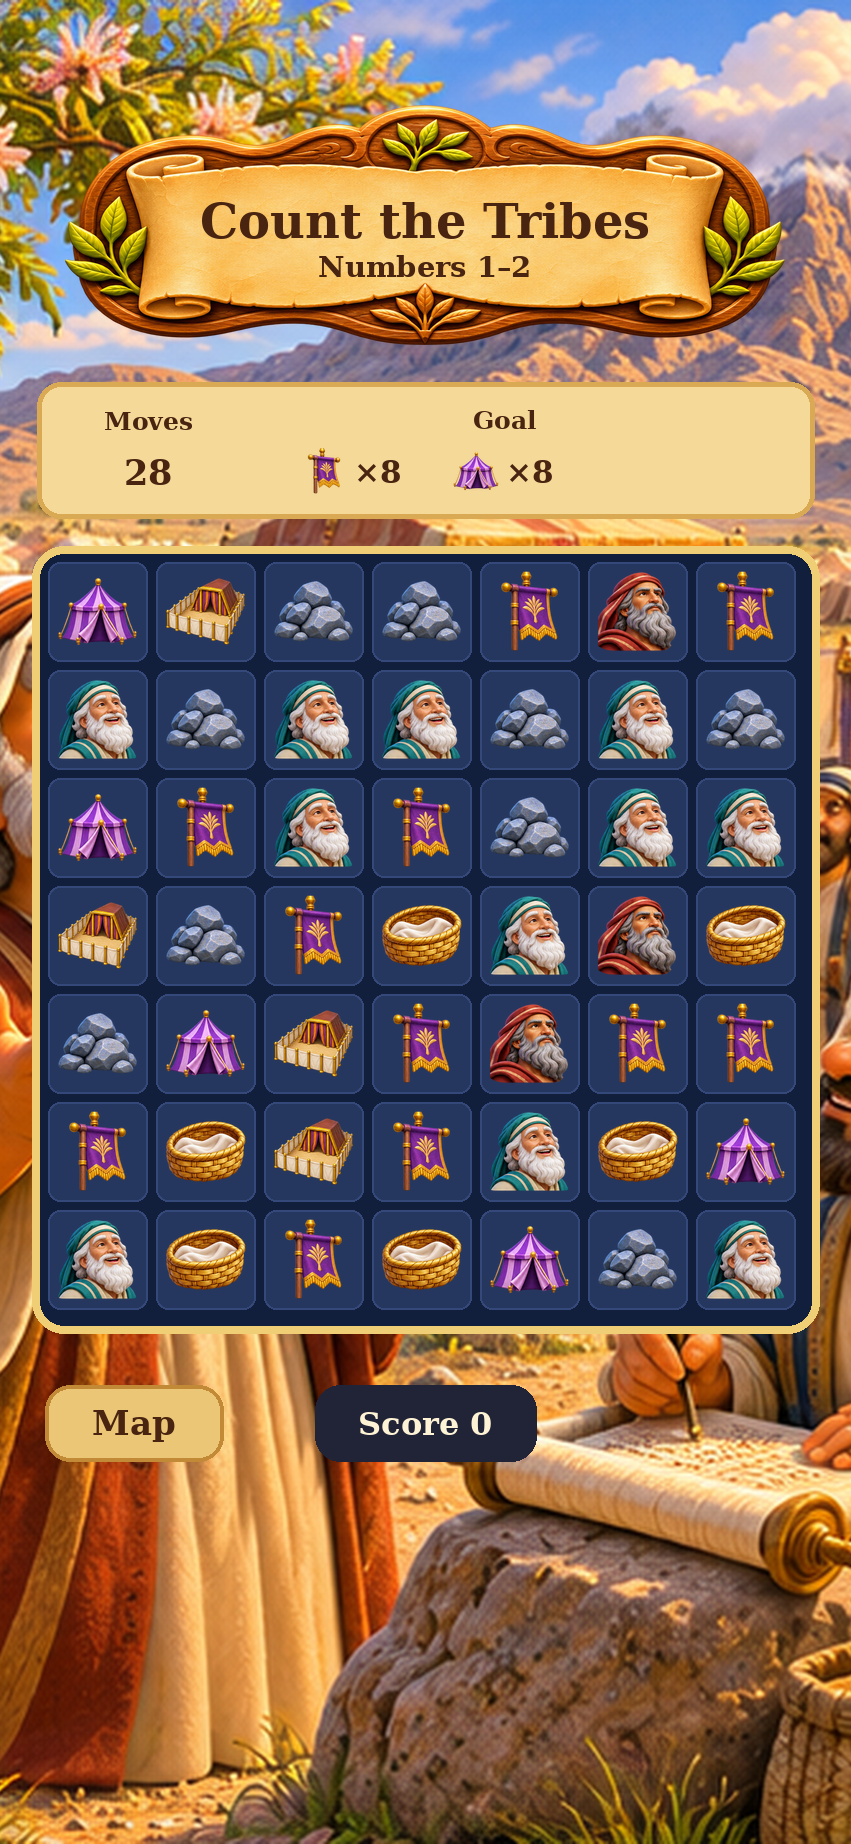 Count the Tribes
Numbers 1–2
Moves
Goal
28
×8
×8
Map
Score 0